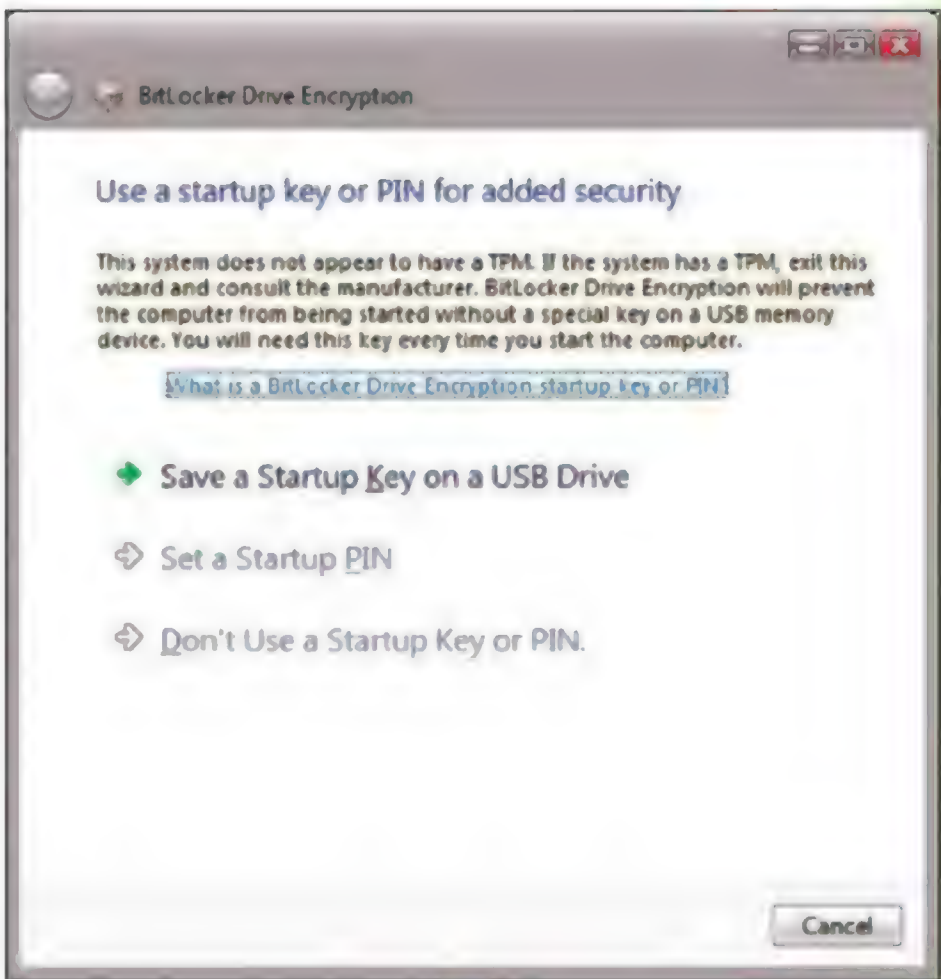 BitLocker Drive Encryption
Use a startup key or PIN for added security
This system does not appear to have a TPM. If the system has a TPM, exit this
wizard and consult the manufacturer. BitLocker Drive Encryption will prevent
the computer from being started without a special key on a USB memory
device. You will need this key every time you start the computer.
What is a BitLocker Drive Encryption startup key or PIN?
Save a Startup Key on a USB Drive
Set a Startup PIN
Don't Use a Startup Key or PIN.
Cancel